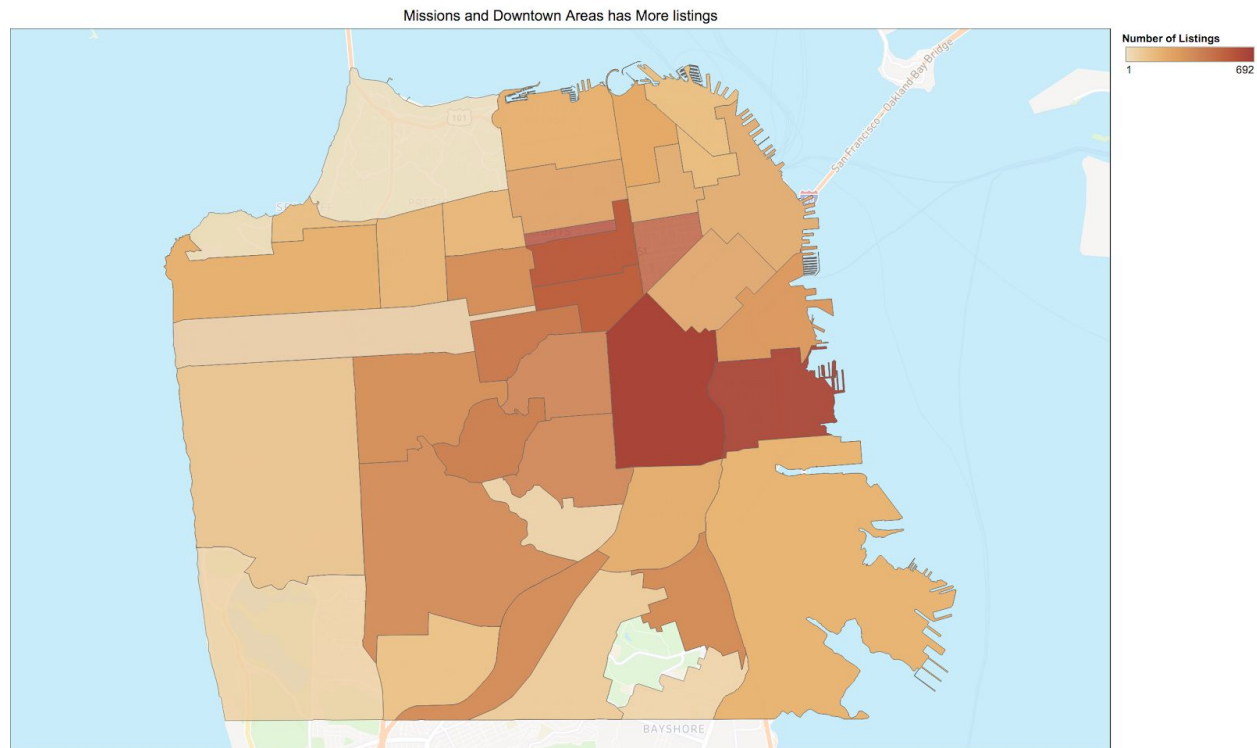 Missions and Downtown Areas has More listings
Number of Listings
1 692
San Francisco – Oakland Bay Bridge
101
BAYSHORE